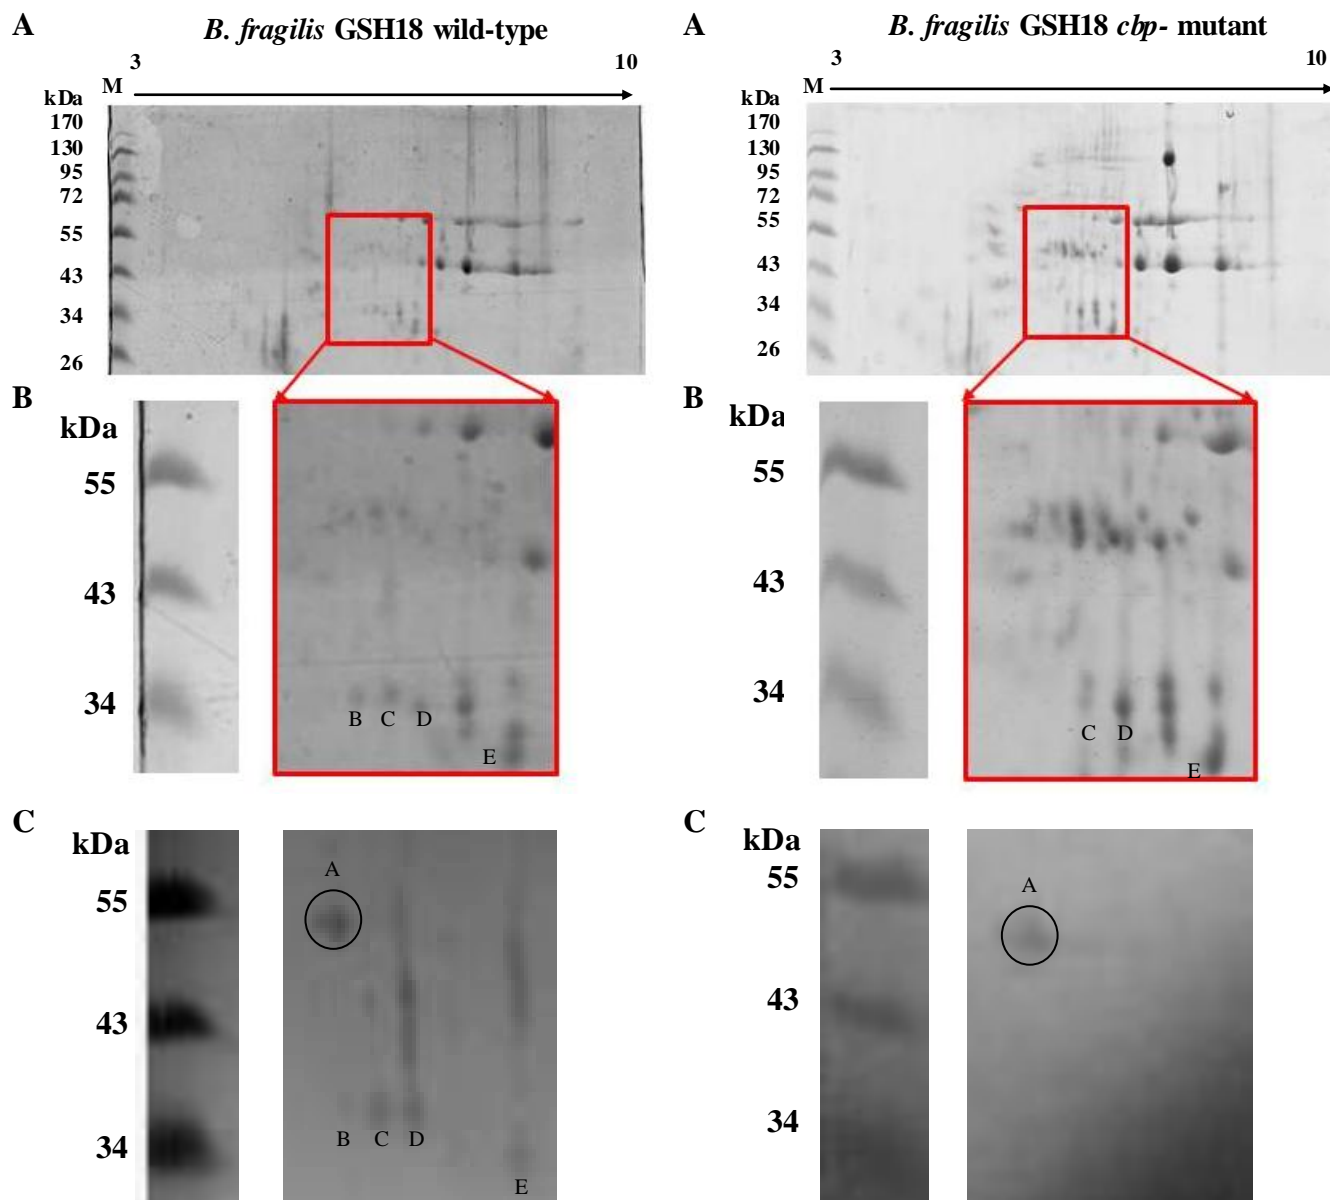 A
B. fragilis GSH18 wild-type
3
10
M
kDa
170
130
95
72
55
43
34
26
B
kDa
55
43
34
B
C
D
E
C
kDa
55
43
34
A
B
C
D
E
A
B. fragilis GSH18 cbp- mutant
3
10
M
kDa
170
130
95
72
55
43
34
26
B
kDa
55
43
34
C
D
E
C
kDa
55
43
34
A